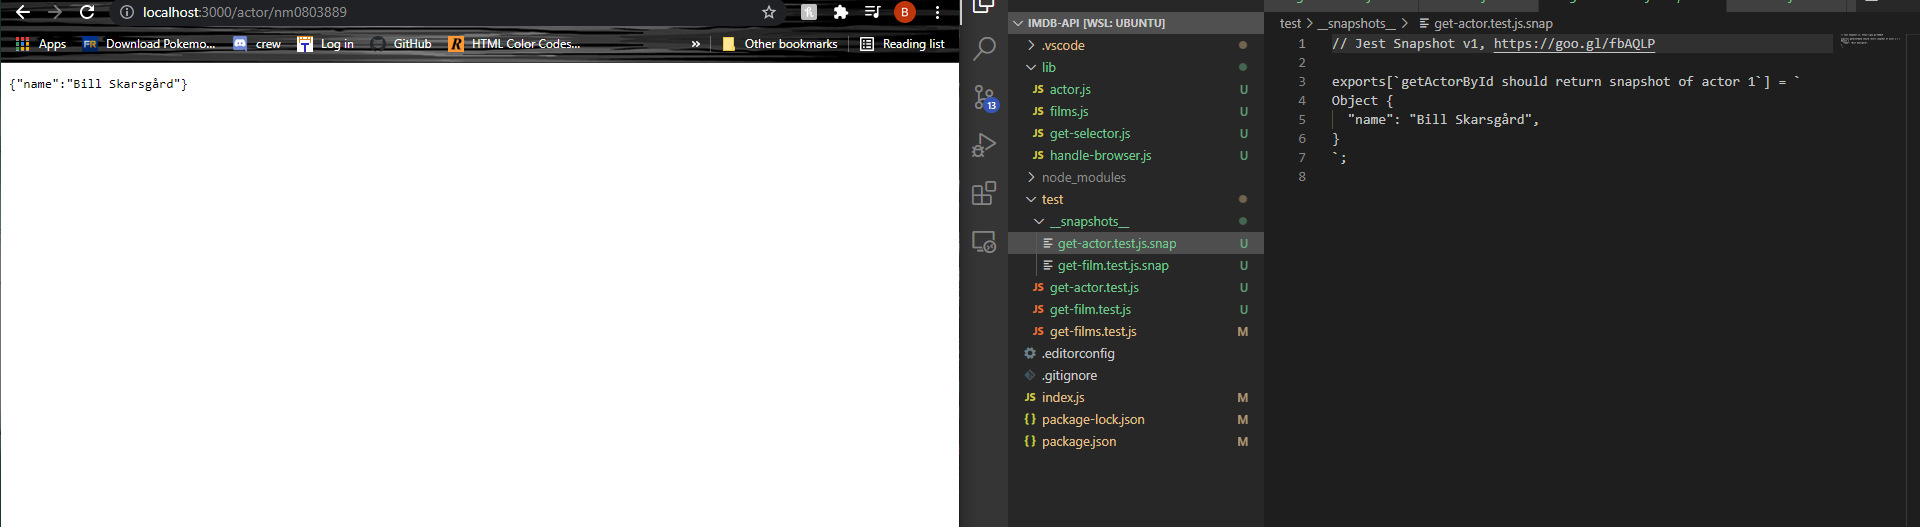 localhost:3000/actor/nm0803889
B
Apps
FR
Download Pokemo...
crew
Log in
GitHub
R
HTML Color Codes...
»
Other bookmarks
Reading list
{"name":"Bill Skarsgård"}
13
IMDB-API [WSL: UBUNTU]
.vscode
lib
JS actor.js U
JS films.js U
JS get-selector.js U
JS handle-browser.js U
node_modules
test
__snapshots__
get-actor.test.js.snap U
get-film.test.js.snap U
JS get-actor.test.js U
JS get-film.test.js U
JS get-films.test.js M
.editorconfig
.gitignore
JS index.js M
{} package-lock.json M
{} package.json M
test > __snapshots__ > get-actor.test.js.snap
1 // Jest Snapshot v1, https://goo.gl/fbAQLP
2
3 exports[`getActorById should return snapshot of actor 1`] = `
4 Object {
5 "name": "Bill Skarsgård",
6 }
7 `;
8